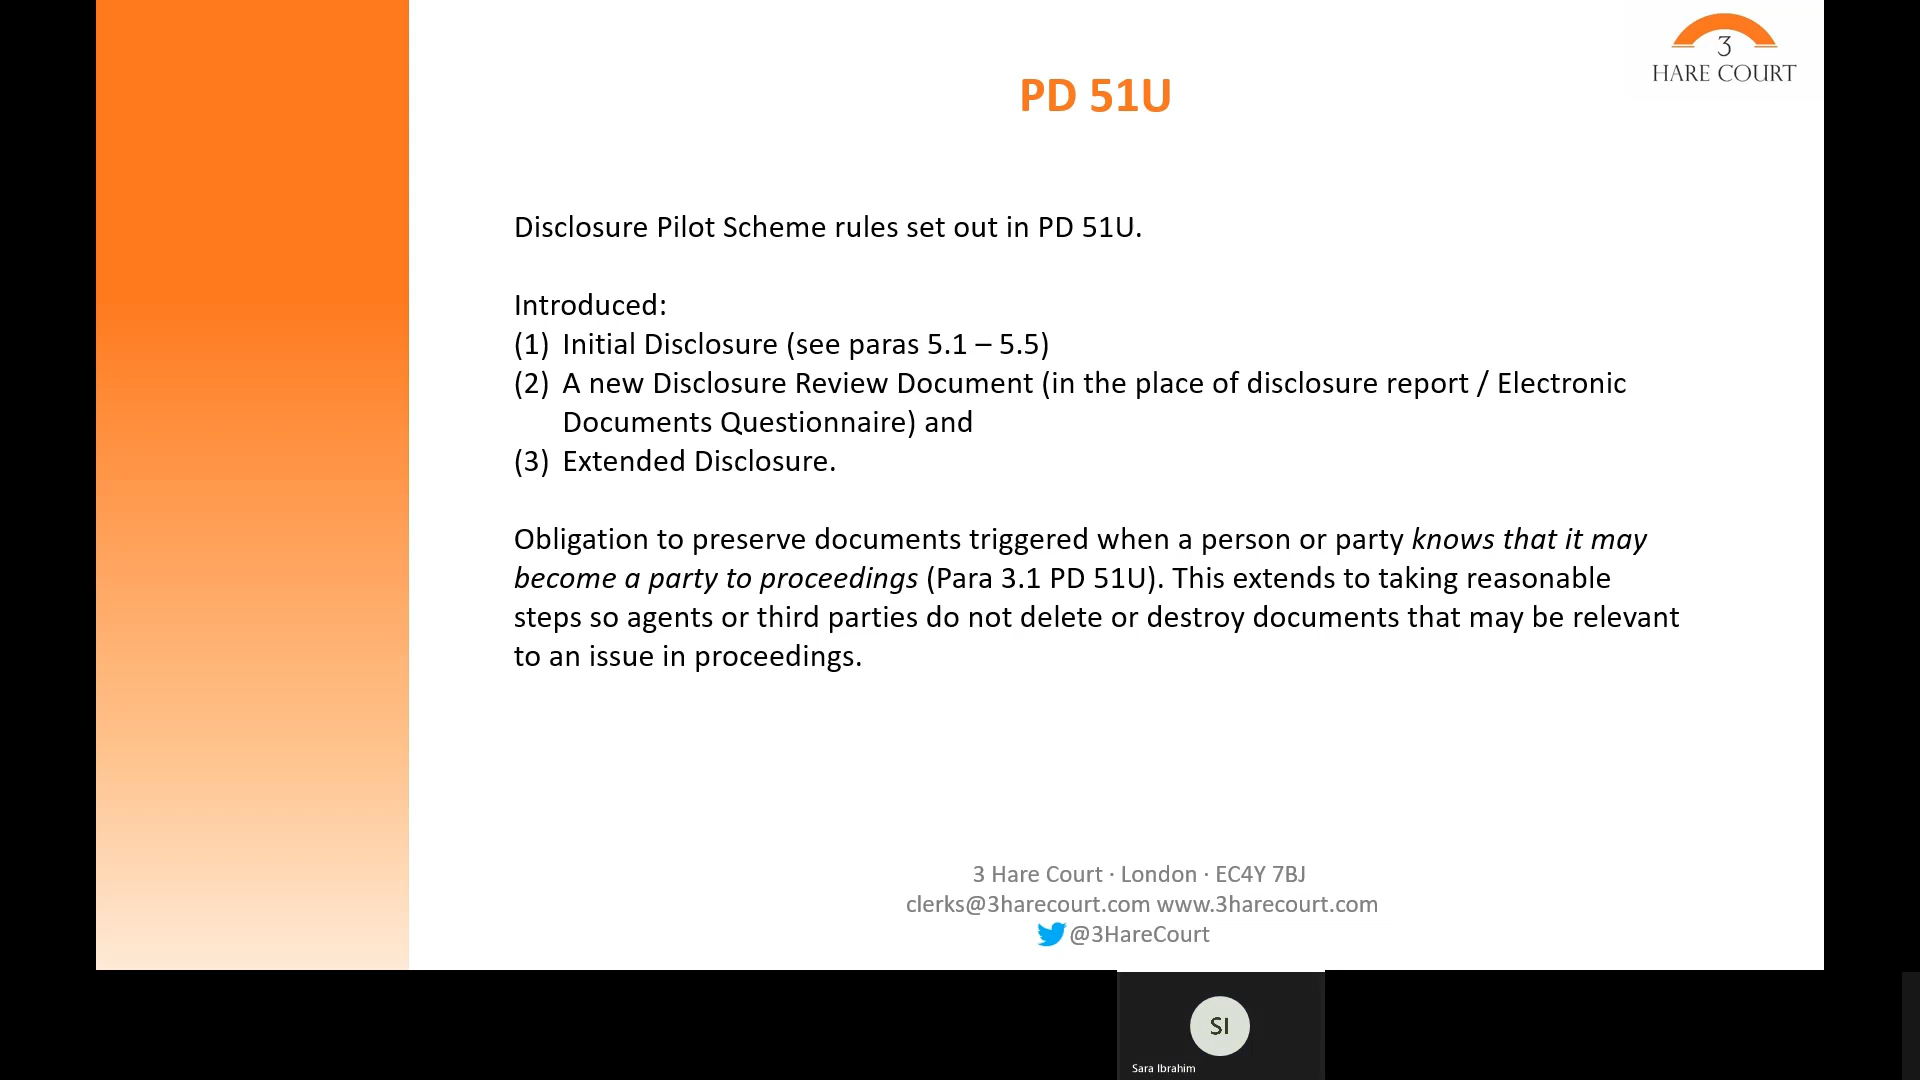 3
HARE COURT
PD 51U
Disclosure Pilot Scheme rules set out in PD 51U.
Introduced:
(1) Initial Disclosure (see paras 5.1 – 5.5)
(2) A new Disclosure Review Document (in the place of disclosure report / Electronic
Documents Questionnaire) and
(3) Extended Disclosure.
Obligation to preserve documents triggered when a person or party knows that it may
become a party to proceedings (Para 3.1 PD 51U). This extends to taking reasonable
steps so agents or third parties do not delete or destroy documents that may be relevant
to an issue in proceedings.
3 Hare Court · London · EC4Y 7BJ
clerks@3harecourt.com www.3harecourt.com
@3HareCourt
SI
Sara Ibrahim